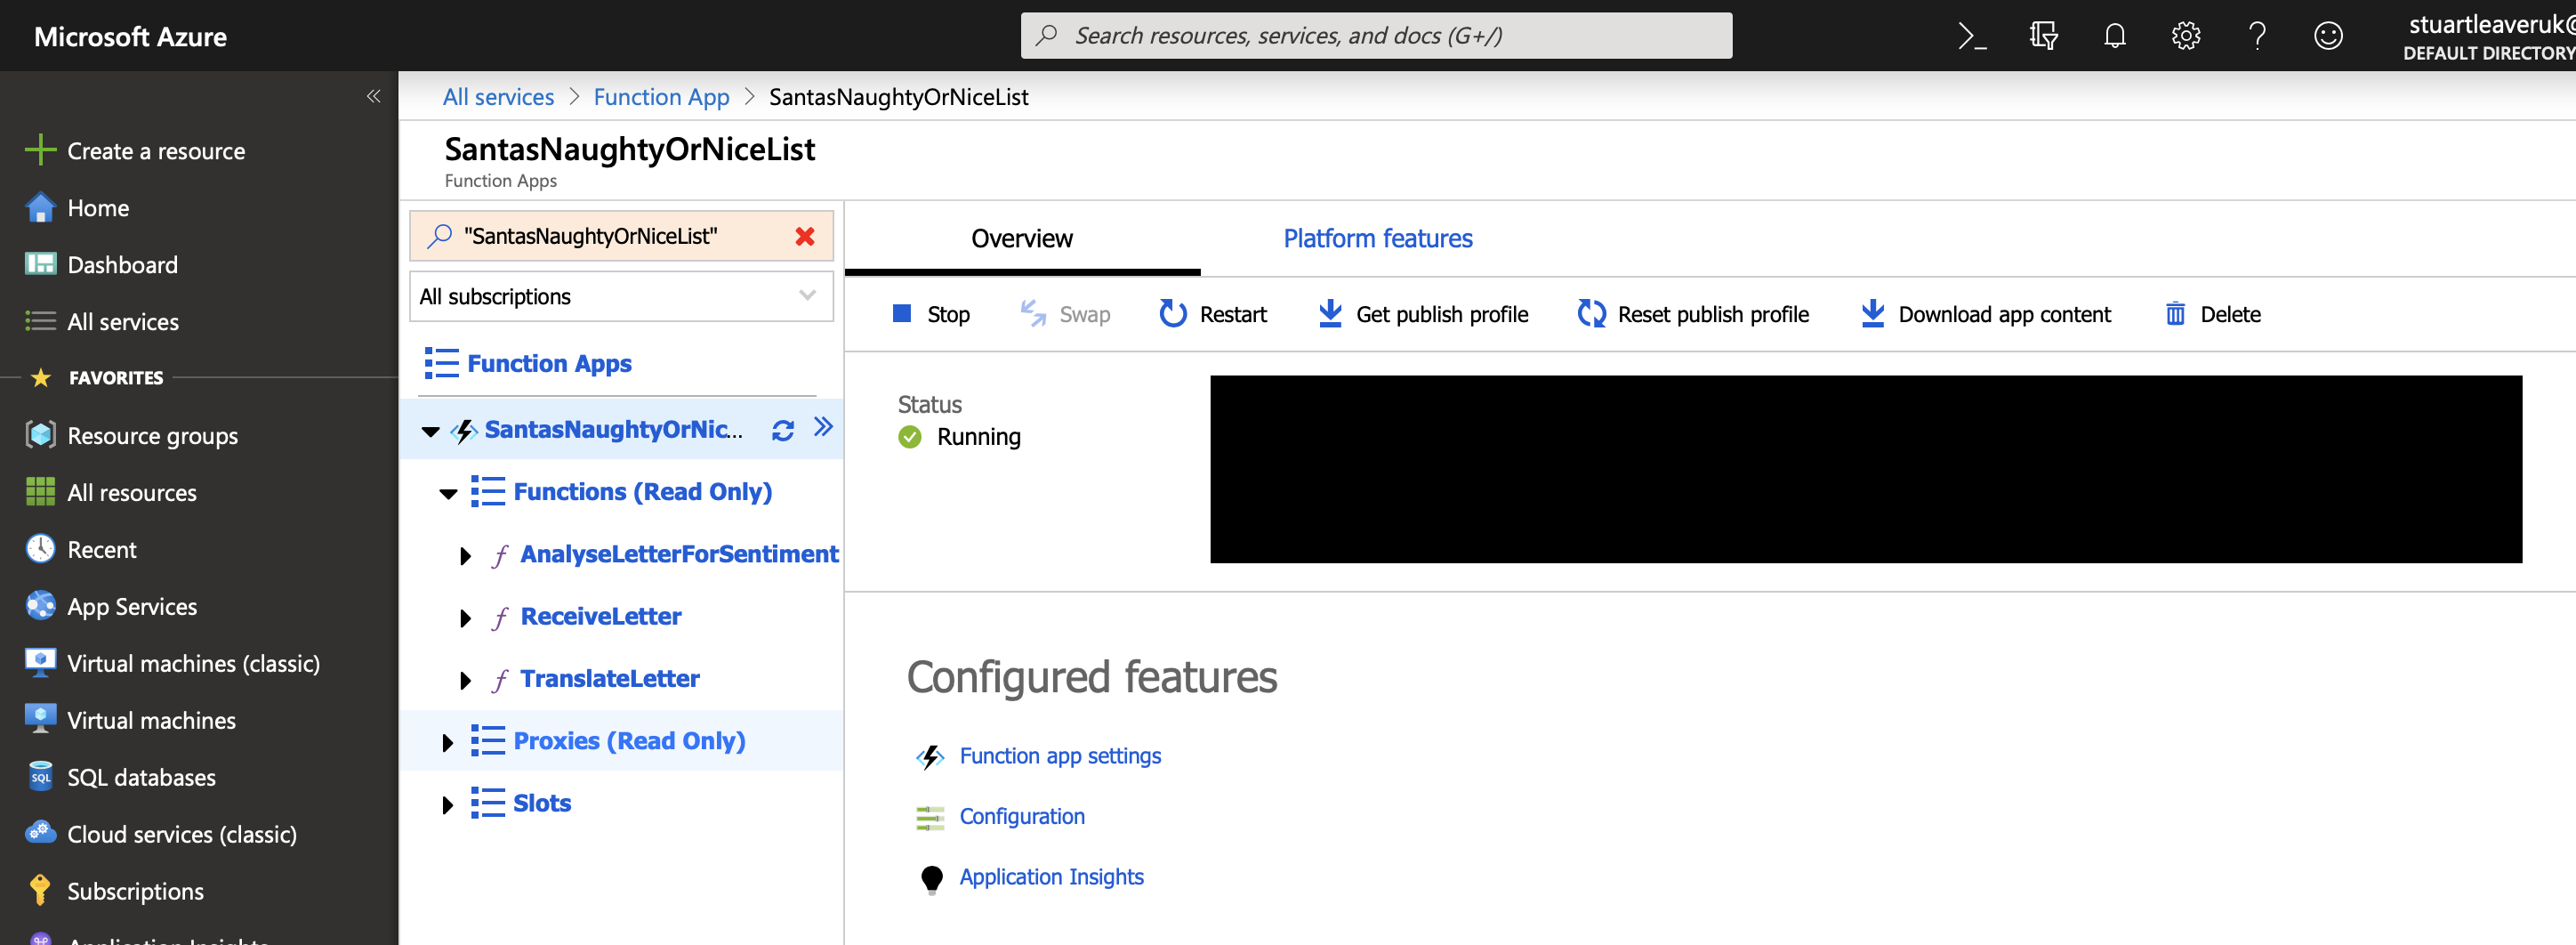 Microsoft Azure
Search resources, services, and docs (G+/)
stuartleaveruk@
DEFAULT DIRECTORY
Create a resource
Home
Dashboard
All services
FAVORITES
Resource groups
All resources
Recent
App Services
Virtual machines (classic)
Virtual machines
SQL databases
Cloud services (classic)
Subscriptions
Application Insights
All services > Function App > SantasNaughtyOrNiceList
SantasNaughtyOrNiceList
Function Apps
"SantasNaughtyOrNiceList"
All subscriptions
Function Apps
SantasNaughtyOrNic...
Functions (Read Only)
AnalyseLetterForSentiment
ReceiveLetter
TranslateLetter
Proxies (Read Only)
Slots
Overview Platform features
Stop Swap Restart Get publish profile Reset publish profile Download app content Delete
Status
Running
Configured features
Function app settings
Configuration
Application Insights